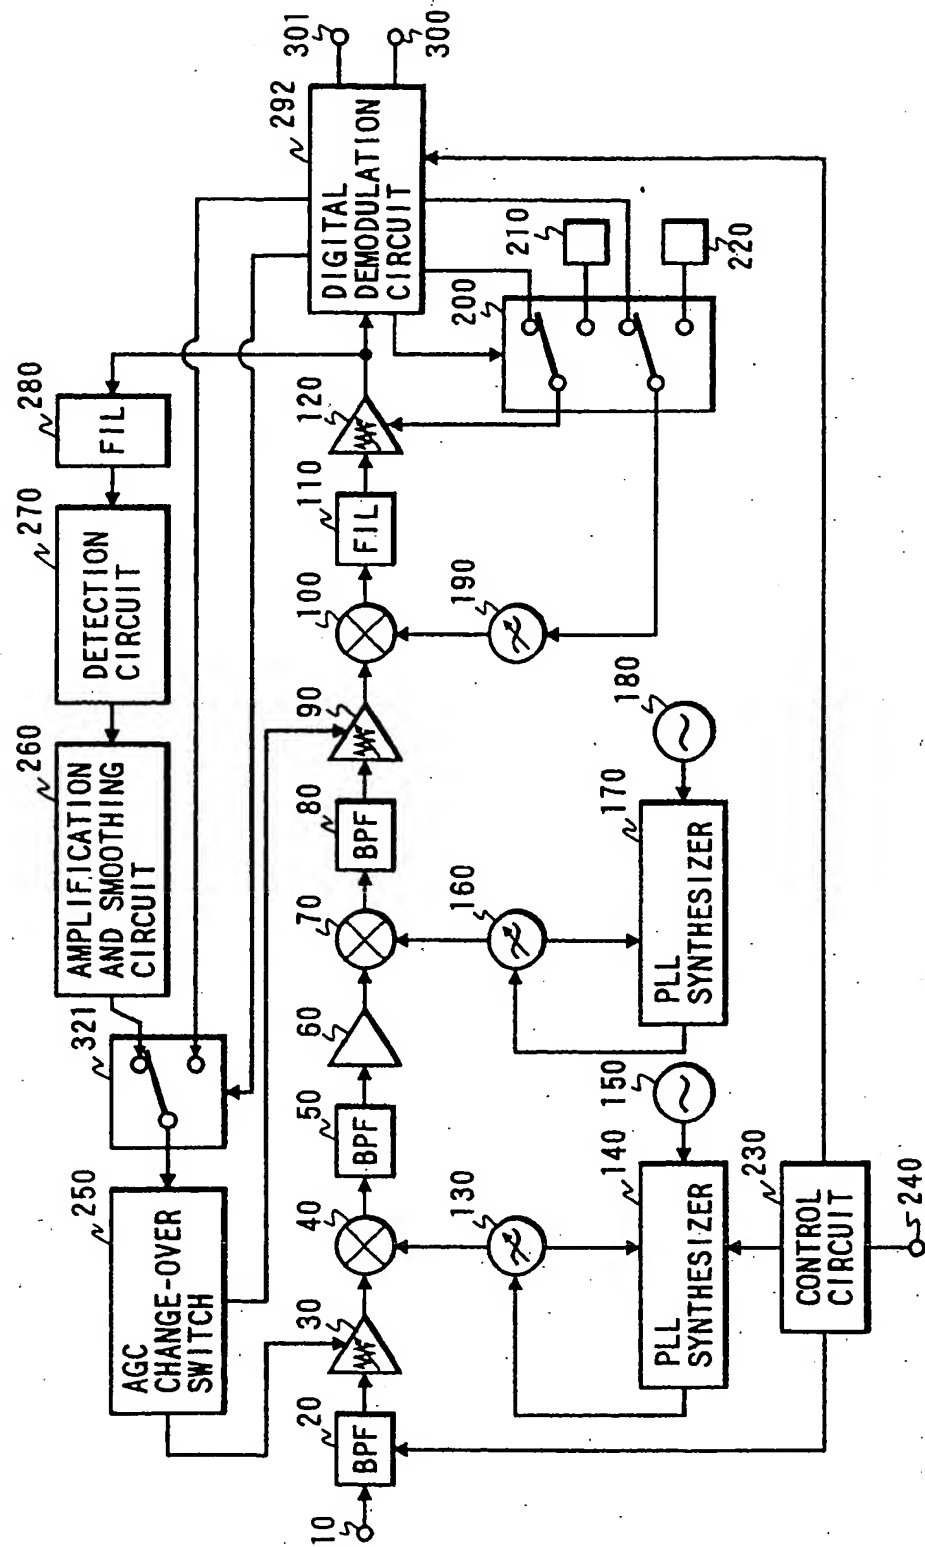 301
300
292
DIGITAL
DEMODULATION
CIRCUIT
280
FIL
270
DETECTION
CIRCUIT
260
AMPLIFICATION
AND SMOOTHING
CIRCUIT
321
250
AGC
CHANGE-OVER
SWITCH
10
20
BPF
30
40
50
BPF
60
70
80
BPF
90
100
110
FIL
120
130
140
PLL
SYNTHESIZER
150
160
170
PLL
SYNTHESIZER
180
190
200
210
220
230
CONTROL
CIRCUIT
240